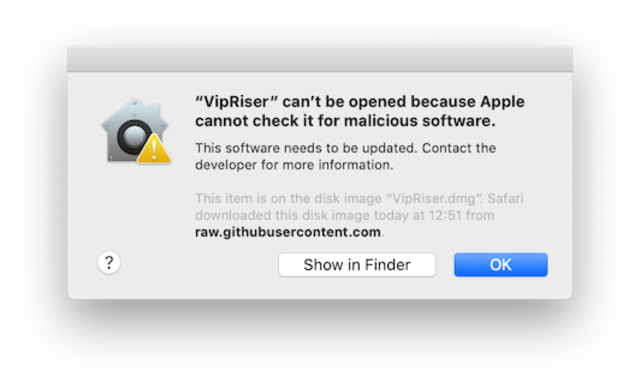 “VipRiser” can’t be opened because Apple
cannot check it for malicious software.
This software needs to be updated. Contact the
developer for more information.
This item is on the disk image “VipRiser.dmg”. Safari
downloaded this disk image today at 12:51 from
raw.githubusercontent.com.
?
Show in Finder
OK